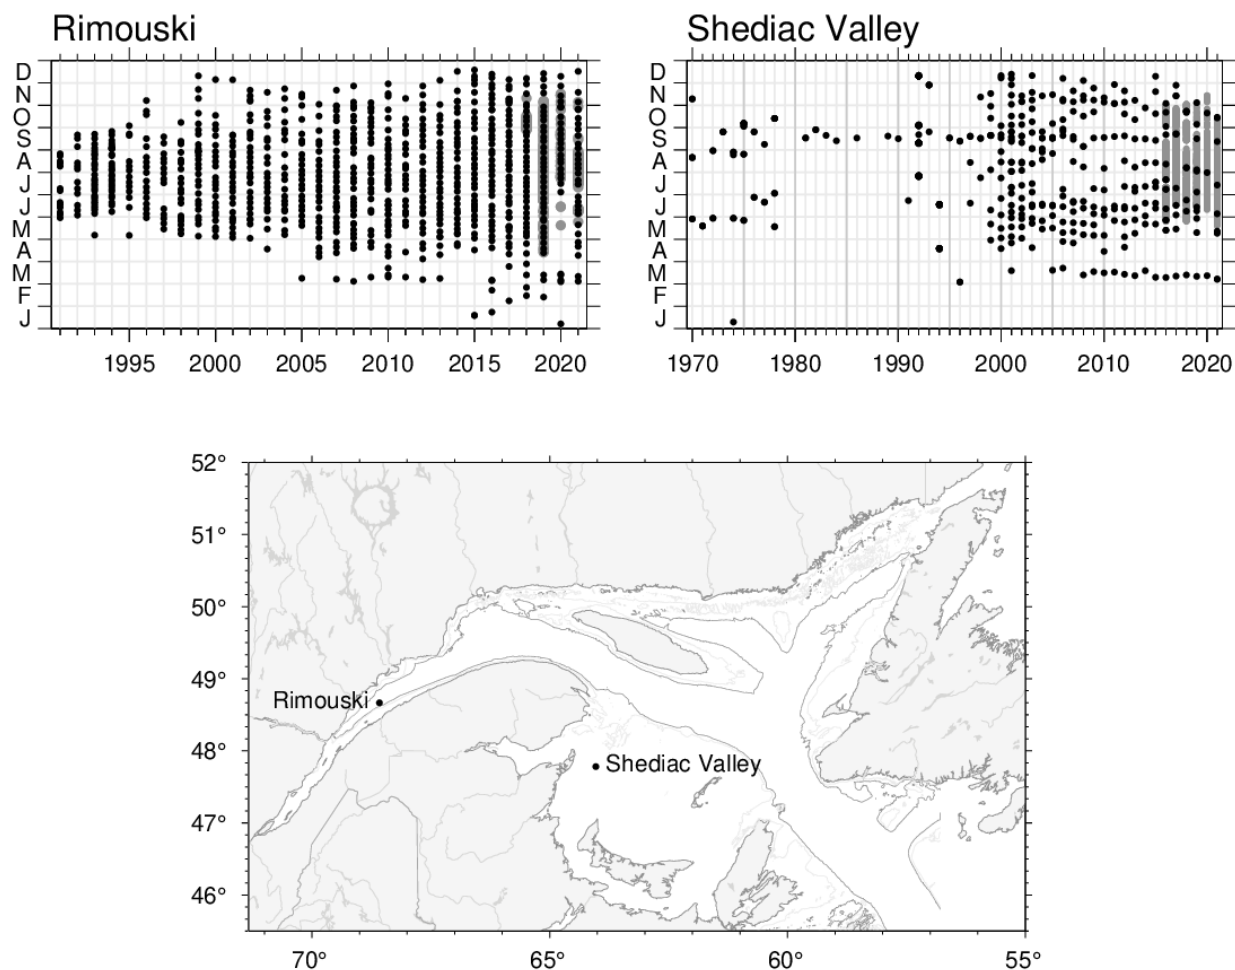 Rimouski
Shediac Valley
D
N
O
S
A
J
J
M
A
M
F
J
1995 2000 2005 2010 2015 2020
D
N
O
S
A
J
J
M
A
M
F
J
1970 1980 1990 2000 2010 2020
52°
51°
50°
49°
Rimouski
48°
Shediac Valley
47°
46°
70° 65° 60° 55°